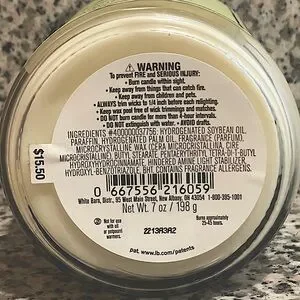 ⚠ WARNING
To prevent FIRE and SERIOUS INJURY:
• Burn candle within sight.
• Keep away from things that can catch fire.
• Keep away from children and pets.
• ALWAYS trim wicks to 1/4 inch before each relighting.
• Keep wax pool free of wick trimmings and matches.
• DO NOT burn candle for more than 4-hour intervals.
• DO NOT extinguish with water. • AVOID drafts.
INGREDIENTS #400000037756: HYDROGENATED SOYBEAN OIL,
PARAFFIN, HYDROGENATED PALM OIL, FRAGRANCE (PARFUM),
MICROCRYSTALLINE WAX (CERA MICROCRISTALLINA, CIRE
MICROCRISTALLINE), BUTYL STEARATE, PENTAERYTHRITYL TETRA-DI-T-BUTYL
HYDROXYHYDROCINNAMATE, HINDERED AMINE LIGHT STABILIZER,
HYDROXYL-BENZOTRIAZOLE, BHT. CONTAINS FRAGRANCE ALLERGENS.
$15.50
0 667556 216059
White Barn, Distr., 95 West Main Street, New Albany, OH 43054 1-800-395-1001
Net Wt. 7 oz / 198 g
Not for use
with oil or
potpourri
warmers.
2213A3A2
Burns approximately
25-45 hours.
pat. www.lb.com/patents